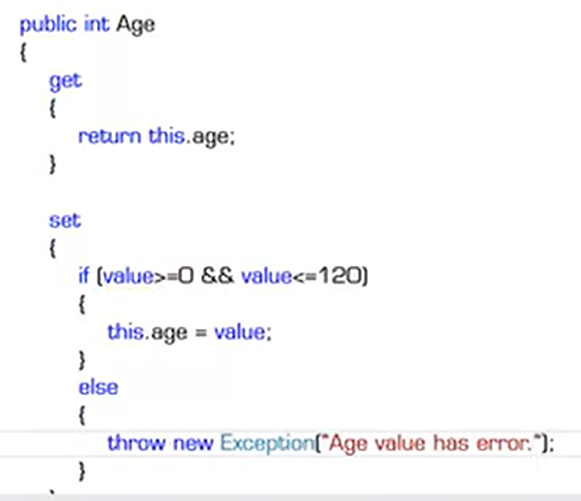 public int Age
{
get
{
return this.age;
}
set
{
if (value>=0 && value<=120)
{
this.age = value;
}
else
{
throw new Exception("Age value has error.");
}